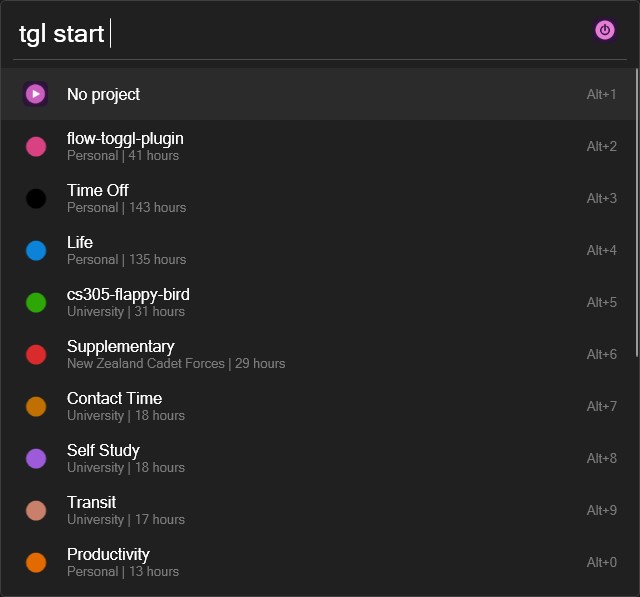 tgl start
No project
Alt+1
flow-toggl-plugin
Personal | 41 hours
Alt+2
Time Off
Personal | 143 hours
Alt+3
Life
Personal | 135 hours
Alt+4
cs305-flappy-bird
University | 31 hours
Alt+5
Supplementary
New Zealand Cadet Forces | 29 hours
Alt+6
Contact Time
University | 18 hours
Alt+7
Self Study
University | 18 hours
Alt+8
Transit
University | 17 hours
Alt+9
Productivity
Personal | 13 hours
Alt+0